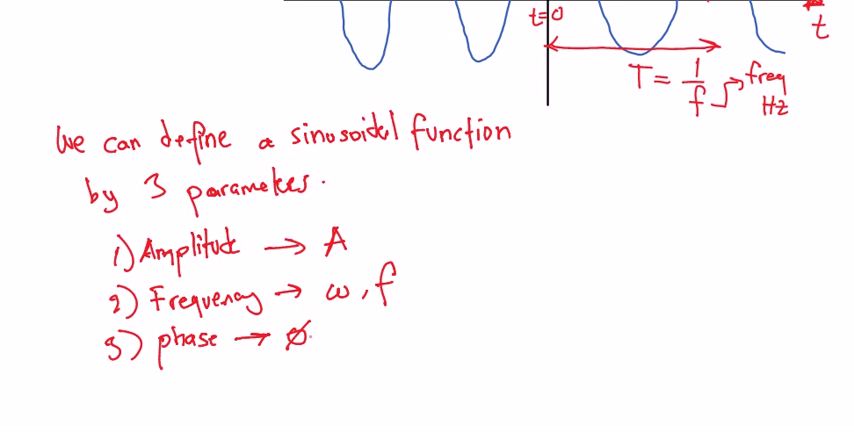 t=0
t
T = 1/f → freq
Hz
We can define a sinusoidal function
by 3 parameters.
1) Amplitude → A
2) Frequency → ω, f
3) phase → ø